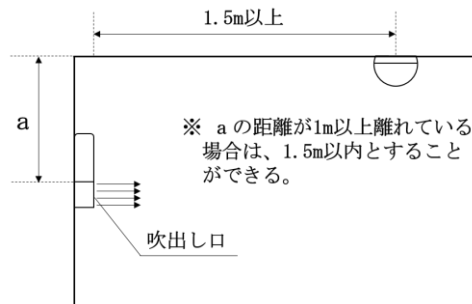 1.5m以上
a
※ aの距離が1m以上離れている
場合は、1.5m以内とすること
ができる。
吹出し口